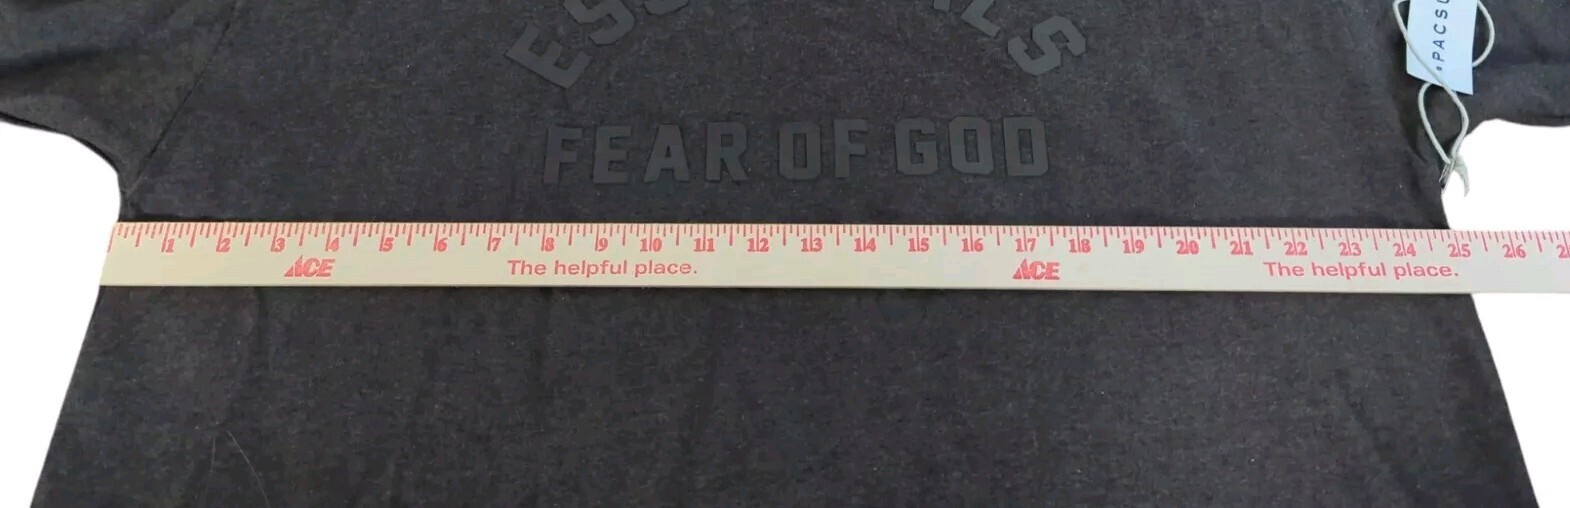 FEAR OF GOD
1 2 3 4 5 6 7 8 9 10 11 12 13 14 15 16 17 18 19 20 21 22 23 24 25 26
ACE The helpful place. ACE The helpful place.